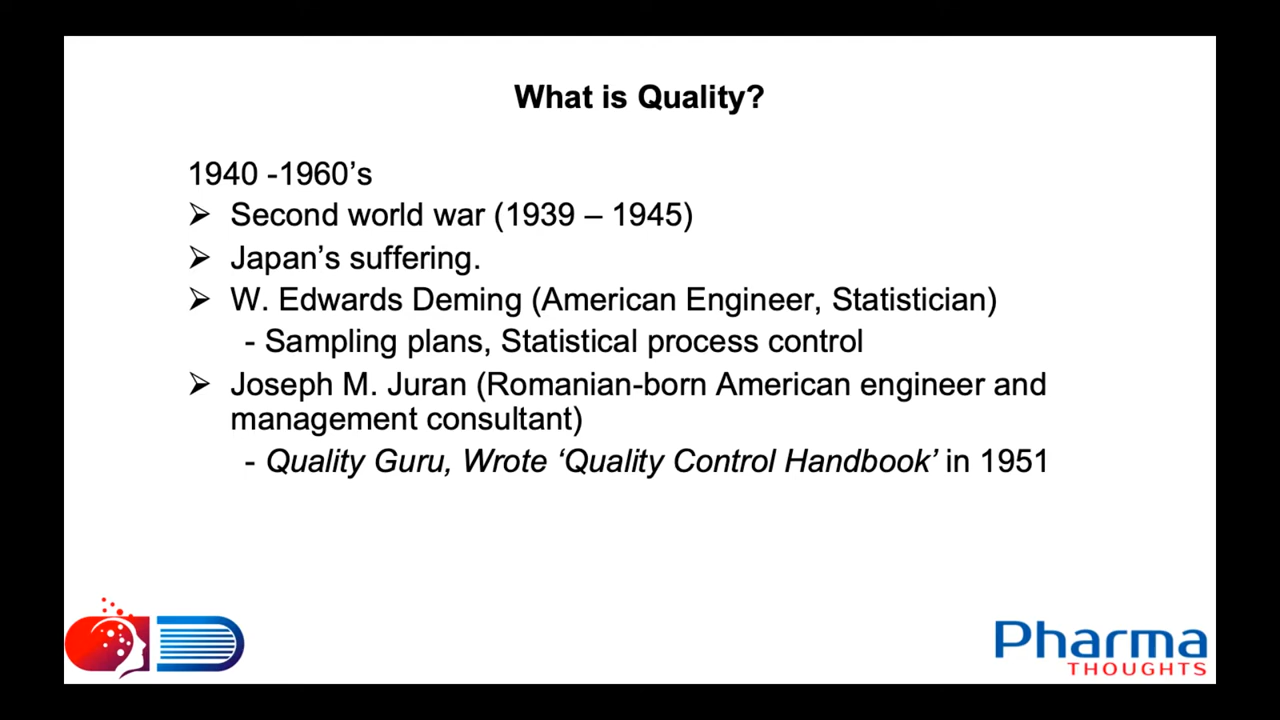 What is Quality?
1940 -1960’s
➢ Second world war (1939 – 1945)
➢ Japan’s suffering.
➢ W. Edwards Deming (American Engineer, Statistician)
- Sampling plans, Statistical process control
➢ Joseph M. Juran (Romanian-born American engineer and
management consultant)
- Quality Guru, Wrote ‘Quality Control Handbook’ in 1951
Pharma
THOUGHTS